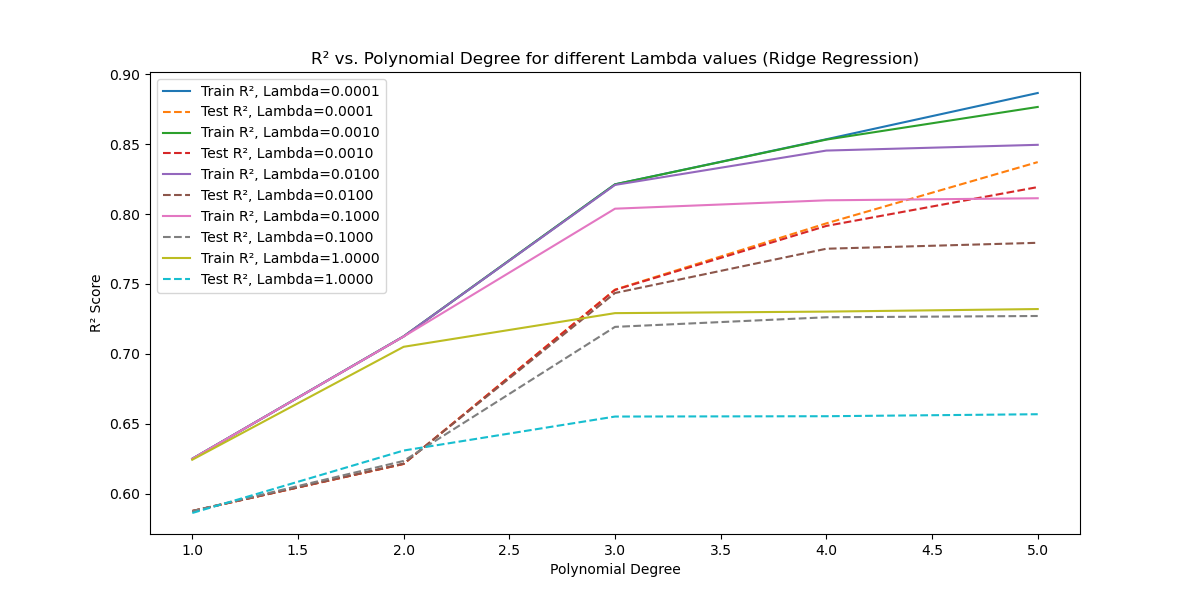 R² vs. Polynomial Degree for different Lambda values (Ridge Regression)
0.90
0.85
0.80
0.75
0.70
0.65
0.60
R² Score
Train R², Lambda=0.0001
Test R², Lambda=0.0001
Train R², Lambda=0.0010
Test R², Lambda=0.0010
Train R², Lambda=0.0100
Test R², Lambda=0.0100
Train R², Lambda=0.1000
Test R², Lambda=0.1000
Train R², Lambda=1.0000
Test R², Lambda=1.0000
1.0 1.5 2.0 2.5 3.0 3.5 4.0 4.5 5.0
Polynomial Degree